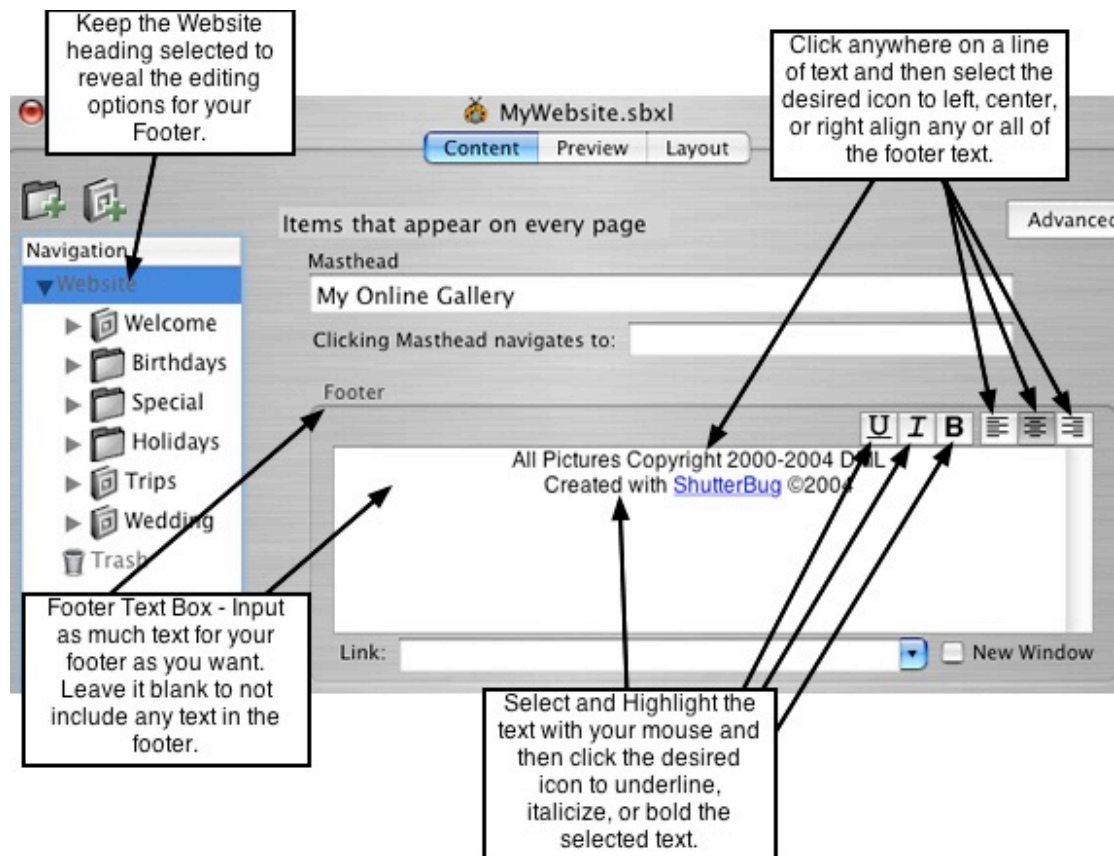 Keep the Website
heading selected to
reveal the editing
options for your
Footer.
Click anywhere on a line
of text and then select the
desired icon to left, center,
or right align any or all of
the footer text.
MyWebsite.sbxl
Content Preview Layout
Items that appear on every page
Advanced
Navigation
Website
Masthead
My Online Gallery
Welcome
Clicking Masthead navigates to:
Birthdays
Special
Footer
Holidays
U I B
Trips
All Pictures Copyright 2000-2004
Created with ShutterBug ©2004
Wedding
Trash
Footer Text Box - Input
as much text for your
footer as you want.
Leave it blank to not
include any text in the
footer.
Link:
New Window
Select and Highlight the
text with your mouse and
then click the desired
icon to underline,
italicize, or bold the
selected text.